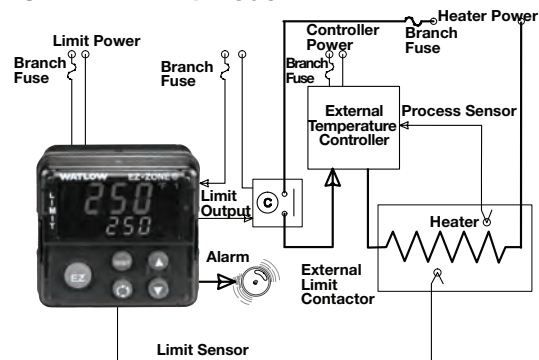 Heater Power
Limit Power
Controller
Power
Branch
Fuse
Branch
Fuse
Branch
Fuse
Branch
Fuse
External
Temperature
Controller
Process Sensor
WATLOW EZ-ZONE®
LIMIT
250
250
Limit
Output
C
Heater
EZ
RESET
Alarm
External
Limit
Contactor
Limit Sensor